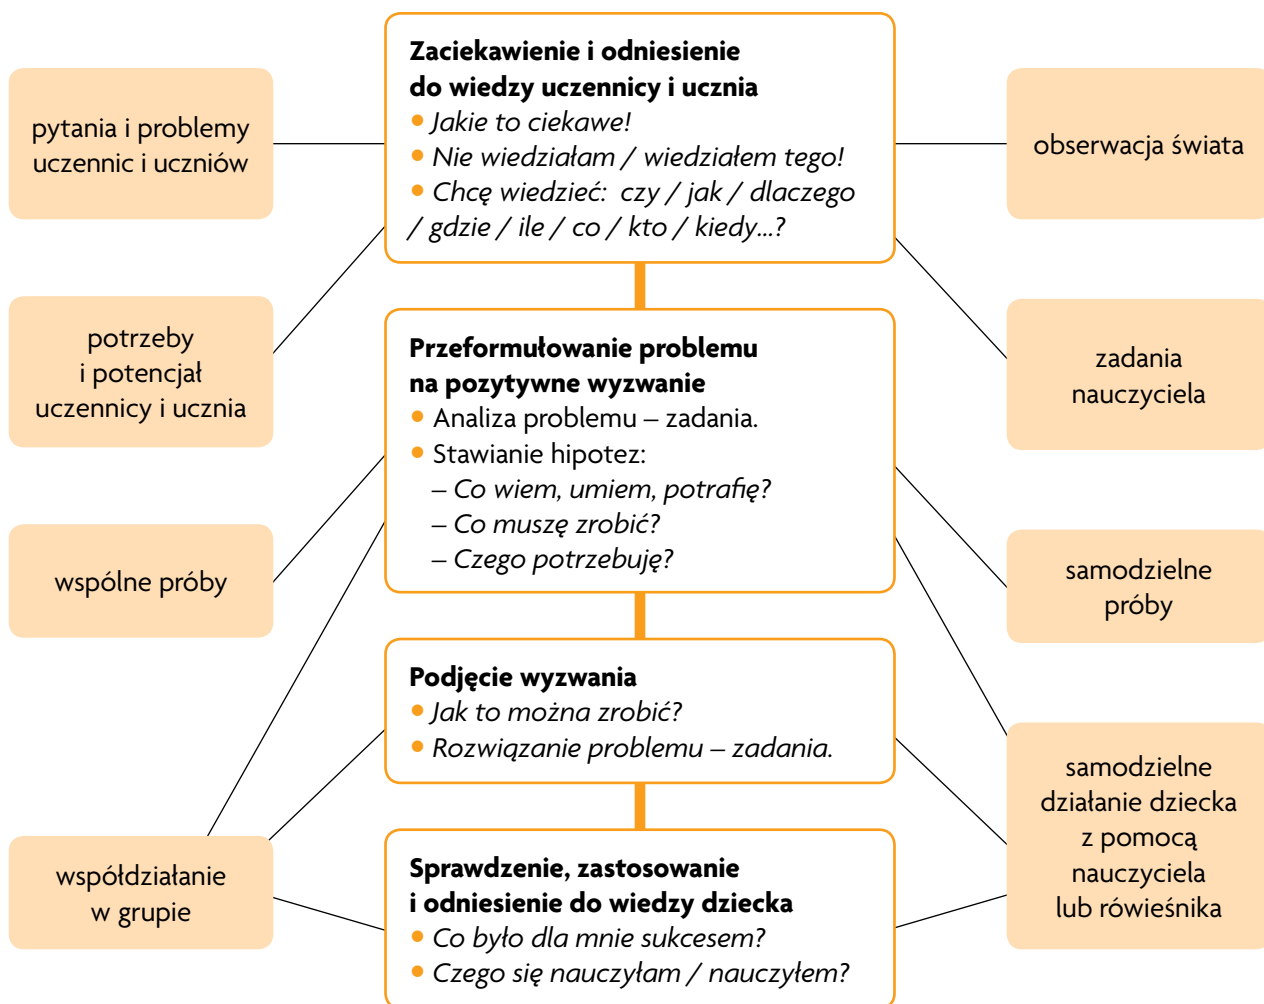 Zaciekawienie i odniesienie
do wiedzy uczennicy i ucznia
• Jakie to ciekawe!
• Nie wiedziałam / wiedziałem tego!
• Chcę wiedzieć: czy / jak / dlaczego
/ gdzie / ile / co / kto / kiedy...?
pytania i problemy
uczennic i uczniów
obserwacja świata
potrzeby
i potencjał
uczennicy i ucznia
zadania
nauczyciela
Przeformułowanie problemu
na pozytywne wyzwanie
• Analiza problemu – zadania.
• Stawianie hipotez:
– Co wiem, umiem, potrafię?
– Co muszę zrobić?
– Czego potrzebuję?
wspólne próby
samodzielne
próby
Podjęcie wyzwania
• Jak to można zrobić?
• Rozwiązanie problemu – zadania.
współdziałanie
w grupie
samodzielne
działanie dziecka
z pomocą
nauczyciela
lub rówieśnika
Sprawdzenie, zastosowanie
i odniesienie do wiedzy dziecka
• Co było dla mnie sukcesem?
• Czego się nauczyłam / nauczyłem?